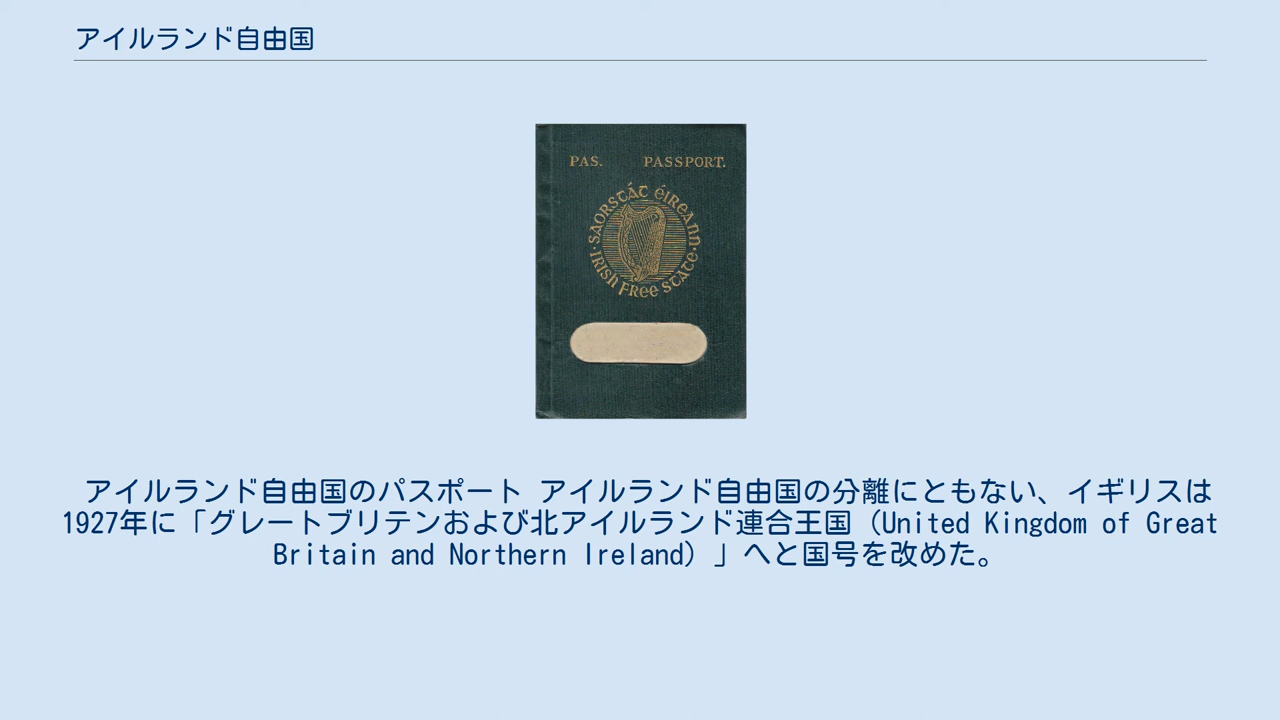 アイルランド自由国
PAS. PASSPORT.
SAORSTÁT ÉIREANN
IRISH FREE STATE
アイルランド自由国のパスポート アイルランド自由国の分離にともない、イギリスは
1927年に「グレートブリテンおよび北アイルランド連合王国（United Kingdom of Great
Britain and Northern Ireland）」へと国号を改めた。